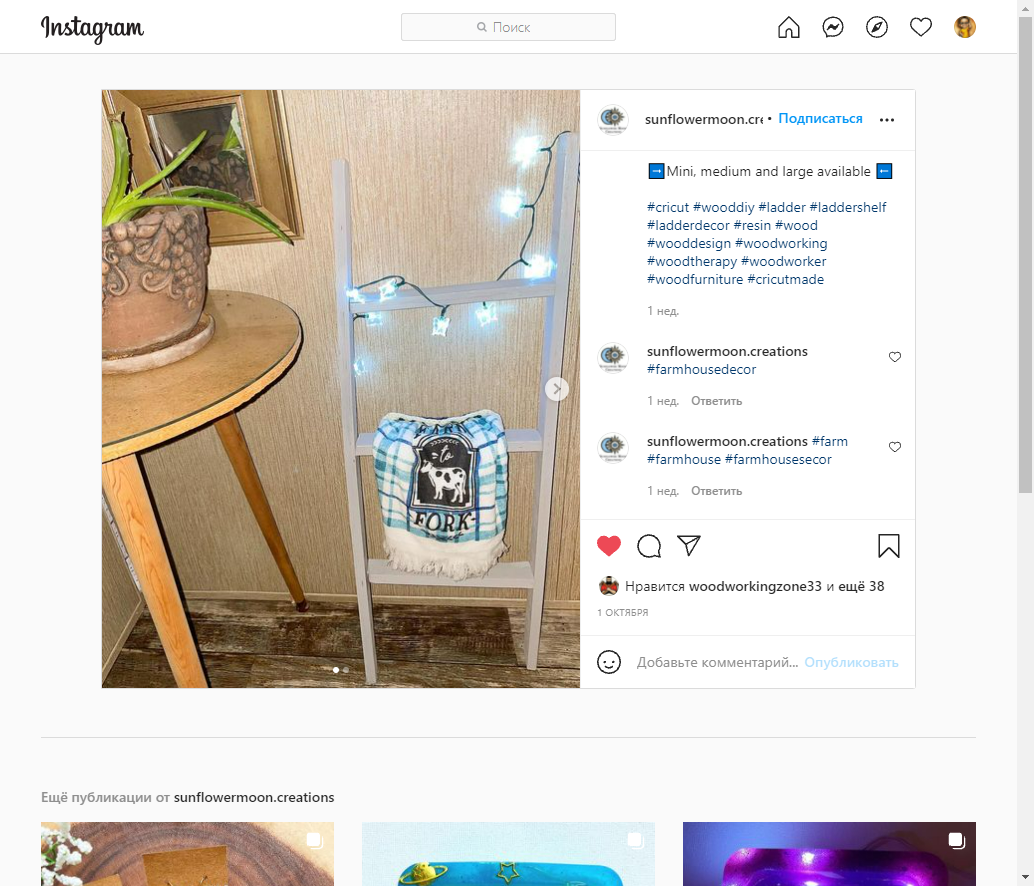 Instagram
Поиск
sunflowermoon.cre • Подписаться
➡Mini, medium and large available ⬅
#cricut #wooddiy #ladder #laddershelf
#ladderdecor #resin #wood
#wooddesign #woodworking
#woodtherapy #woodworker
#woodfurniture #cricutmade
1 нед.
sunflowermoon.creations
#farmhousedecor
1 нед. Ответить
sunflowermoon.creations #farm
#farmhouse #farmhousesecor
1 нед. Ответить
FARM
to
FORK
Нравится woodworkingzone33 и ещё 38
1 ОКТЯБРЯ
Добавьте комментарий... Опубликовать
Ещё публикации от sunflowermoon.creations